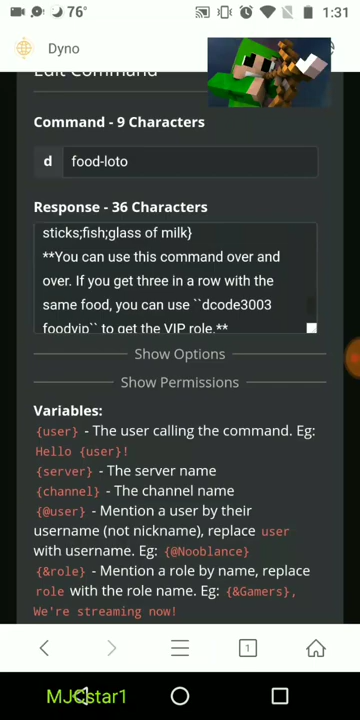 76°
1:31
Dyno
Edit Command
Command - 9 Characters
d food-loto
Response - 36 Characters
sticks;fish;glass of milk}
**You can use this command over and
over. If you get three in a row with the
same food, you can use ``dcode3003
foodvip`` to get the VIP role.**
Show Options
Show Permissions
Variables:
{user} - The user calling the command. Eg:
Hello {user}!
{server} - The server name
{channel} - The channel name
{@user} - Mention a user by their
username (not nickname), replace user
with username. Eg: {@Nooblance}
{&role} - Mention a role by name, replace
role with the role name. Eg: {&Gamers},
We're streaming now!
1
MJCstar1